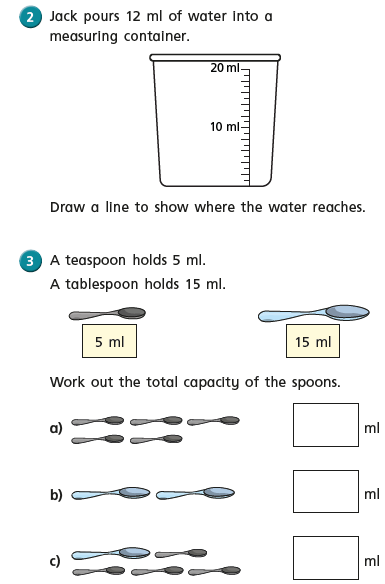 2 Jack pours 12 ml of water into a
measuring container.
20 ml
10 ml
Draw a line to show where the water reaches.
3 A teaspoon holds 5 ml.
A tablespoon holds 15 ml.
5 ml
15 ml
Work out the total capacity of the spoons.
a) ml
b) ml
c) ml